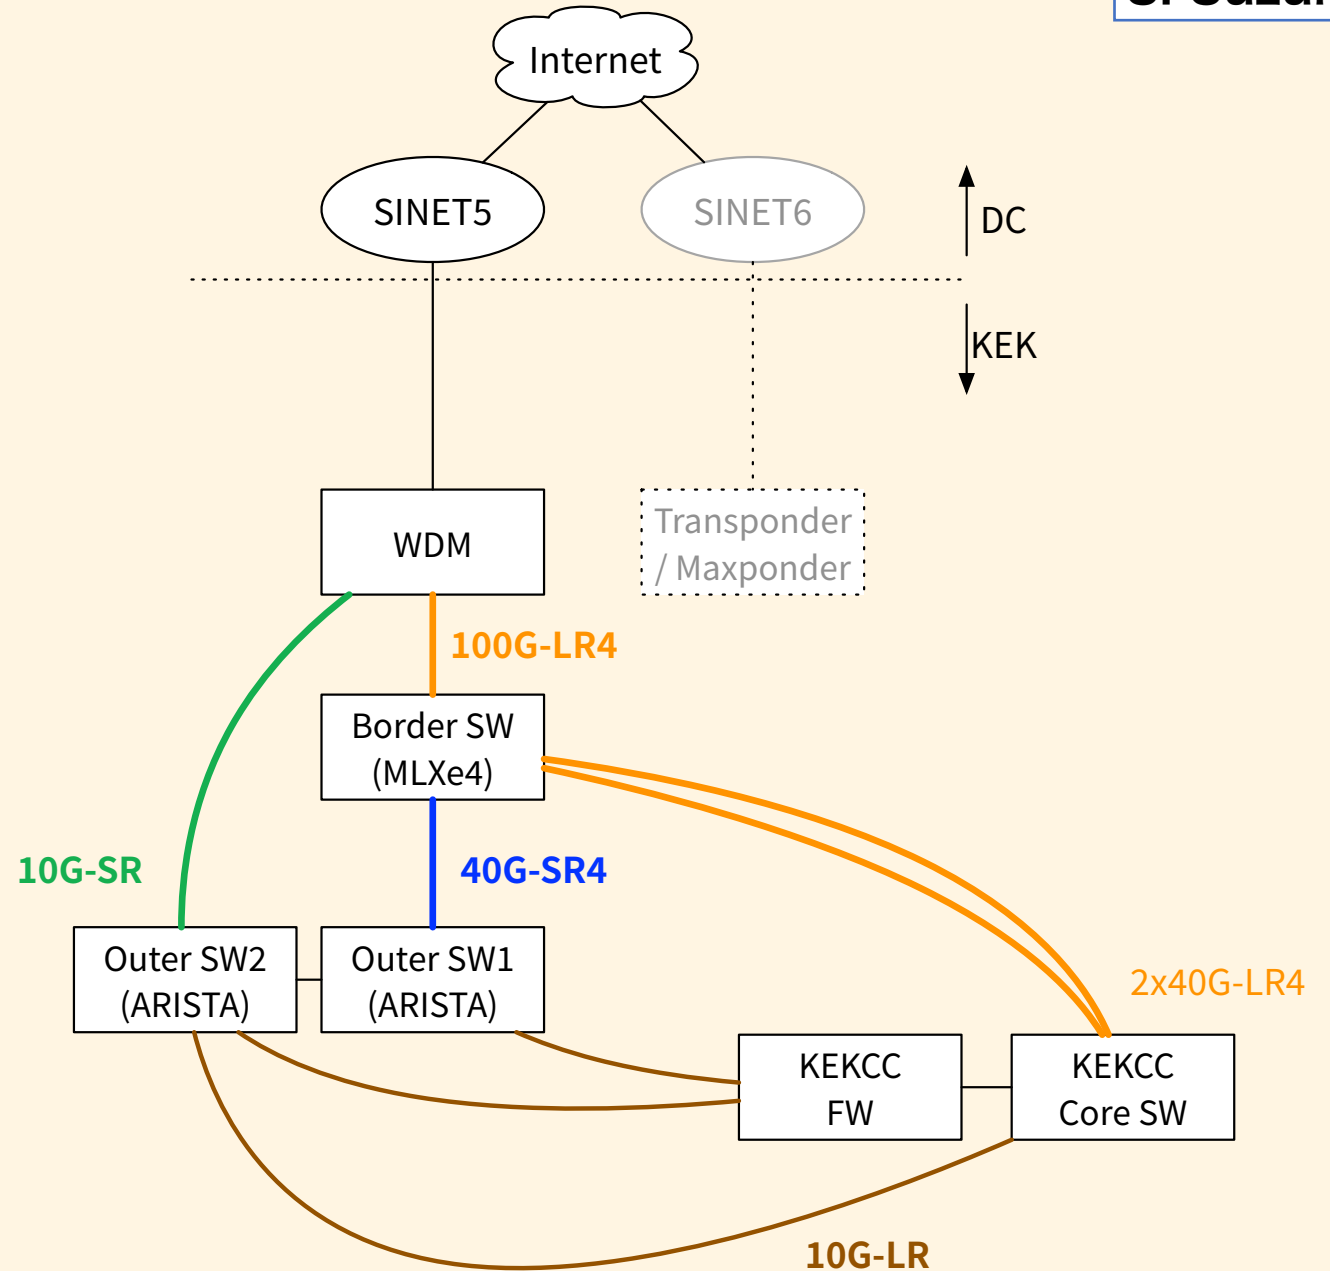 Internet
SINET5
SINET6
DC
KEK
WDM
Transponder
/ Maxponder
100G-LR4
Border SW
(MLXe4)
10G-SR
40G-SR4
Outer SW2
(ARISTA)
Outer SW1
(ARISTA)
2x40G-LR4
KEKCC
FW
KEKCC
Core SW
10G-LR